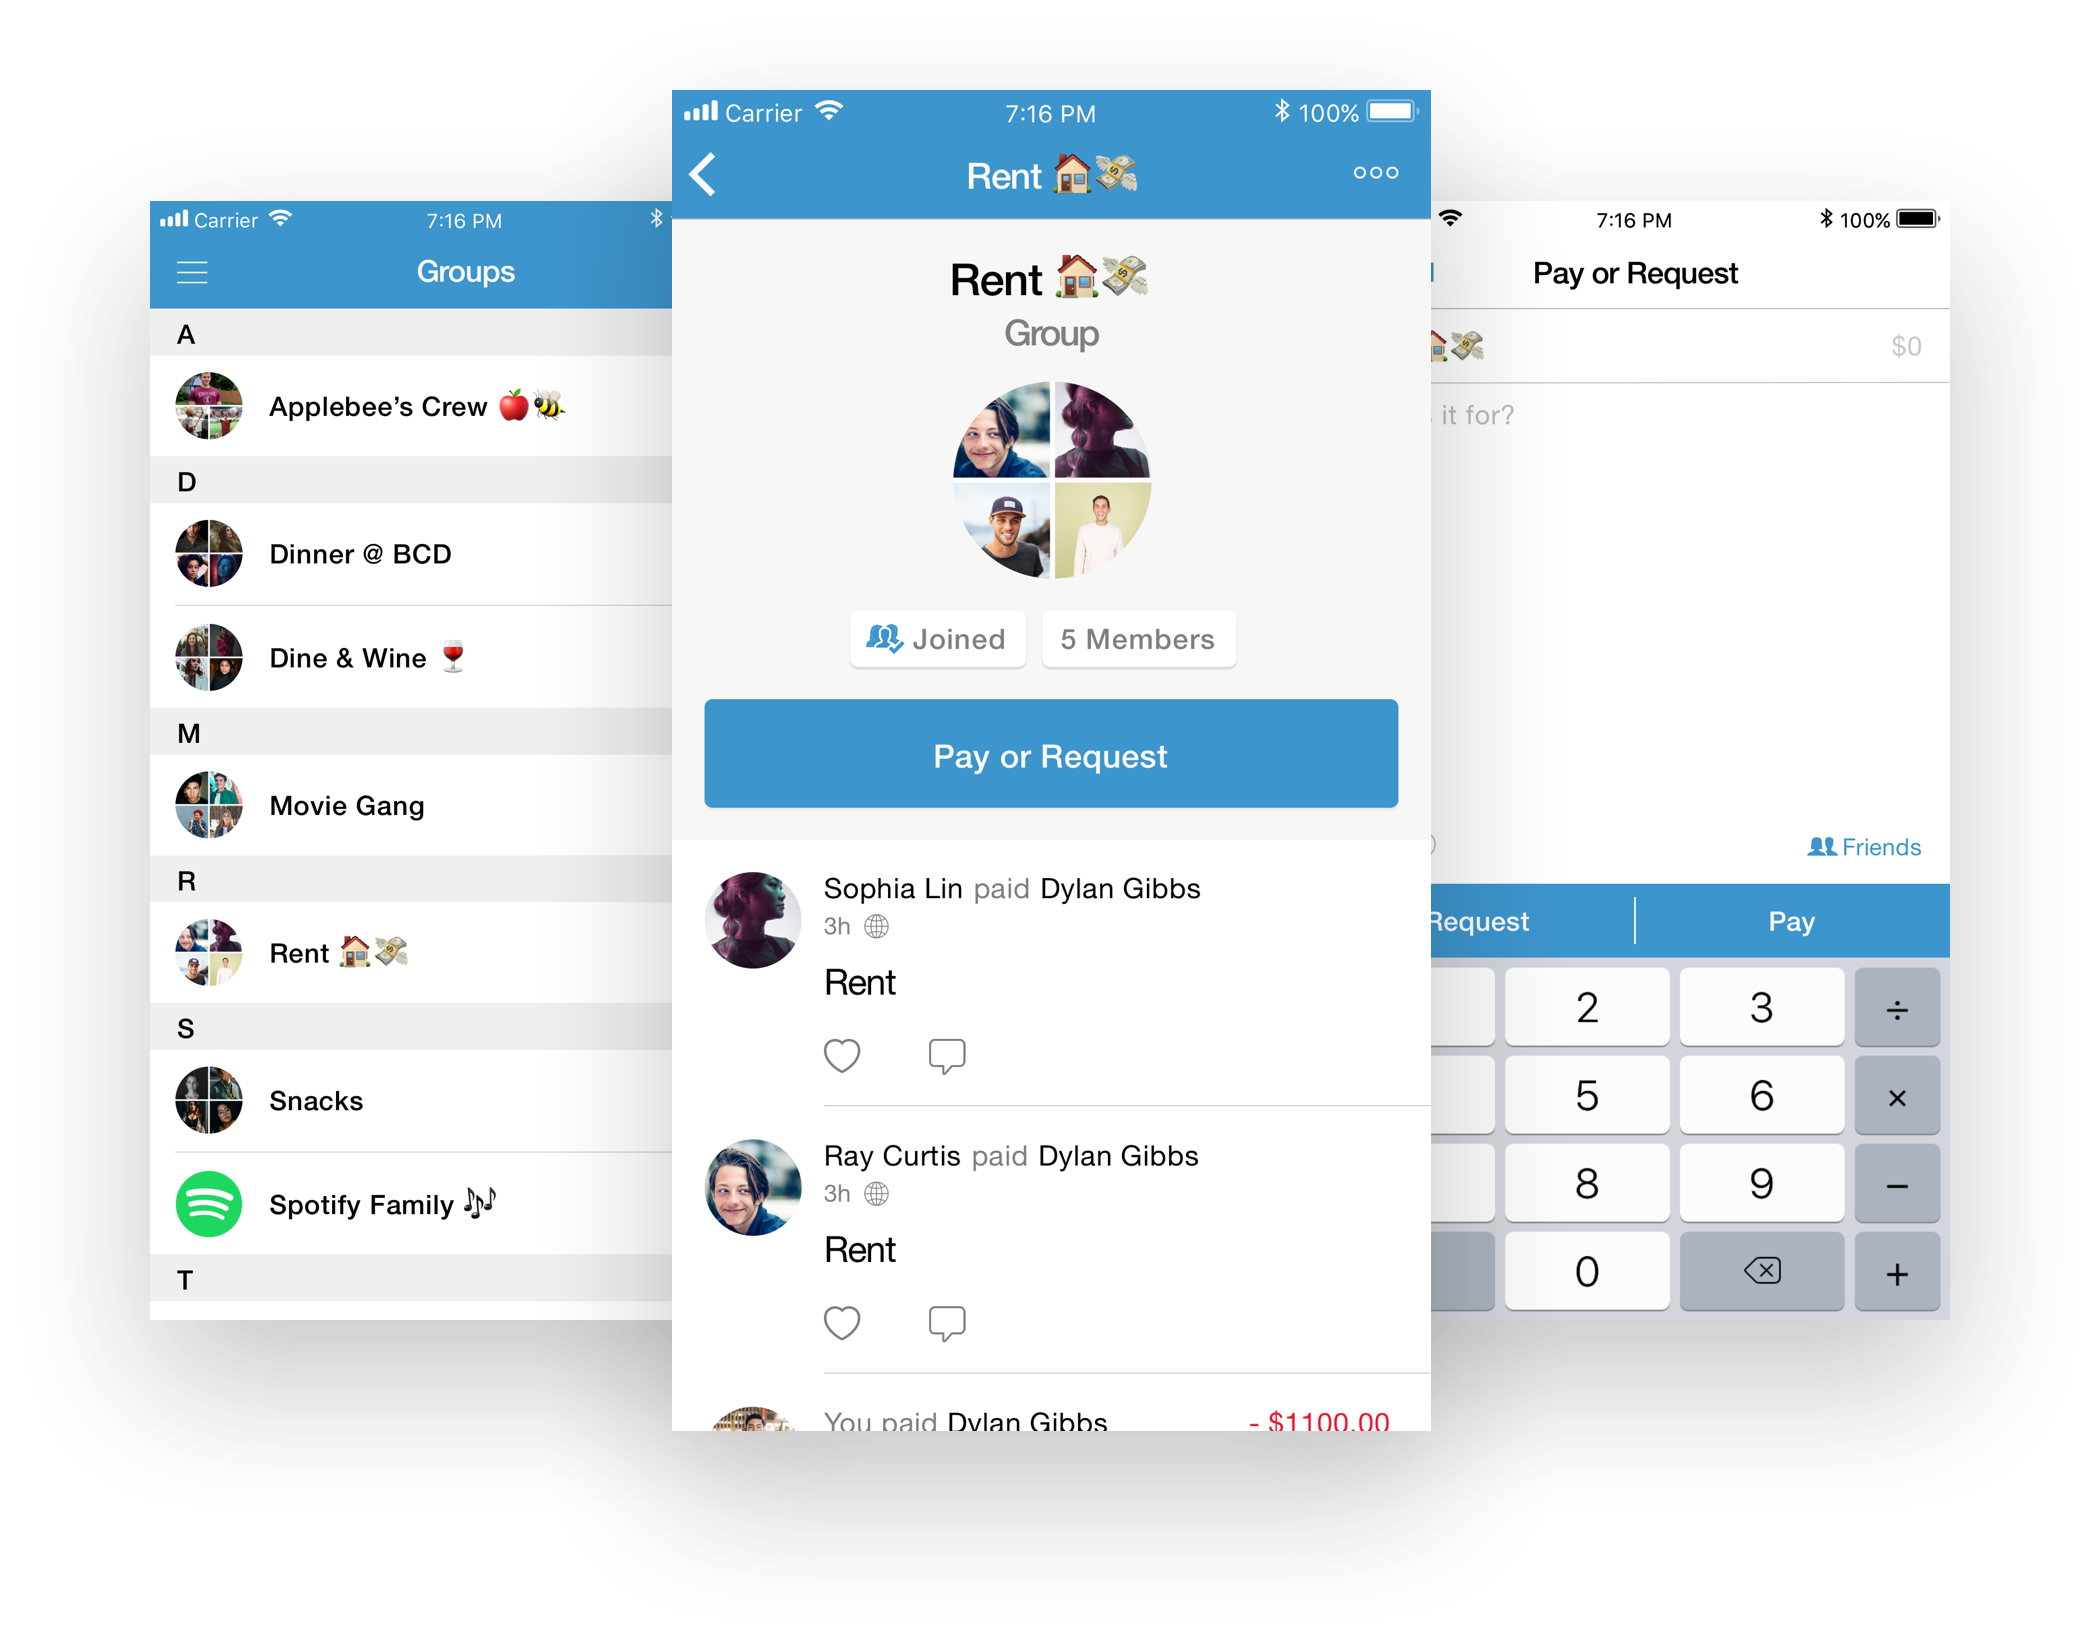 Carrier 7:16 PM
Groups
A
Applebee’s Crew 🍎🐝
D
Dinner @ BCD
Dine & Wine 🍷
M
Movie Gang
R
Rent 🏠💸
S
Snacks
Spotify Family 🎶
T
Carrier 7:16 PM 100%
Rent 🏠💸
Rent 🏠💸
Group
Joined 5 Members
Pay or Request
Sophia Lin paid Dylan Gibbs
3h
Rent
Ray Curtis paid Dylan Gibbs
3h
Rent
You paid Dylan Gibbs - $1100.00
7:16 PM 100%
Pay or Request
🏠💸 $0
it for?
Friends
Request Pay
2 3 ÷
5 6 ×
8 9 −
0 +